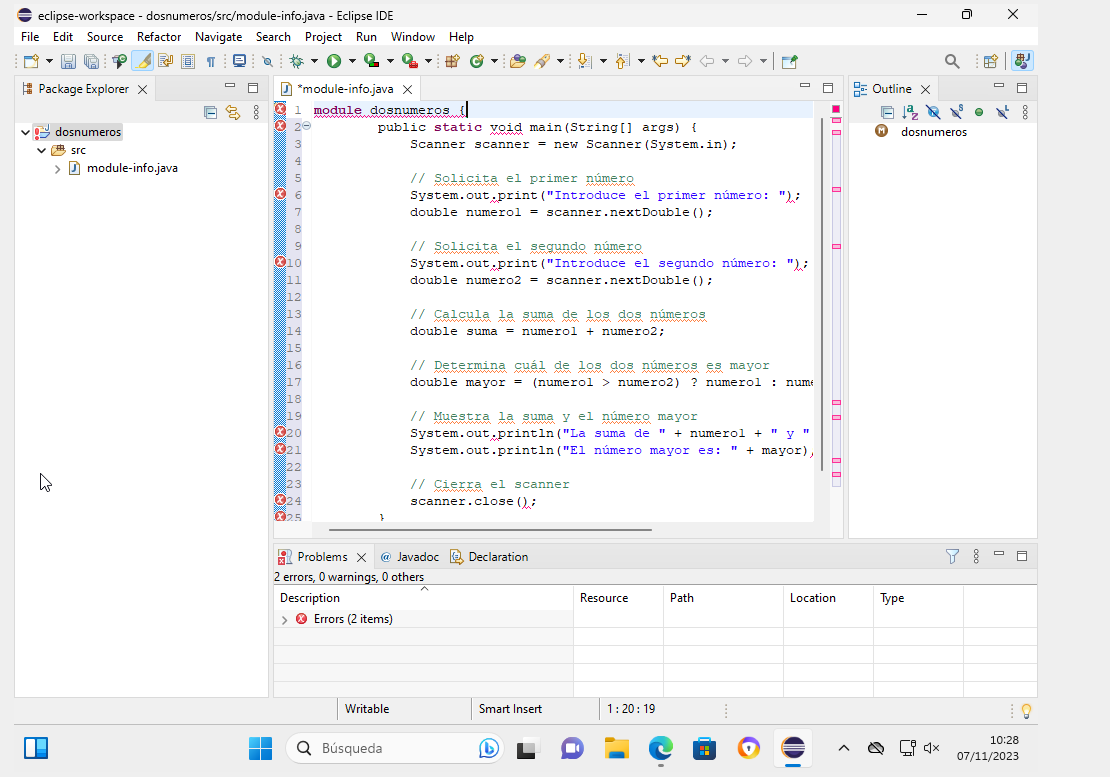 eclipse-workspace - dosnumeros/src/module-info.java - Eclipse IDE
File Edit Source Refactor Navigate Search Project Run Window Help
Package Explorer
dosnumeros
src
module-info.java
*module-info.java
1 module dosnumeros {
2 public static void main(String[] args) {
3 Scanner scanner = new Scanner(System.in);
4
5 // Solicita el primer número
6 System.out.print("Introduce el primer número: ");
7 double numero1 = scanner.nextDouble();
8
9 // Solicita el segundo número
10 System.out.print("Introduce el segundo número: ");
11 double numero2 = scanner.nextDouble();
12
13 // Calcula la suma de los dos números
14 double suma = numero1 + numero2;
15
16 // Determina cuál de los dos números es mayor
17 double mayor = (numero1 > numero2) ? numero1 : nume
18
19 // Muestra la suma y el número mayor
20 System.out.println("La suma de " + numero1 + " y "
21 System.out.println("El número mayor es: " + mayor)
22
23 // Cierra el scanner
24 scanner.close();
25 }
Outline
dosnumeros
Problems @ Javadoc Declaration
2 errors, 0 warnings, 0 others
Description Resource Path Location Type
Errors (2 items)
Writable Smart Insert 1 : 20 : 19
Búsqueda
10:28
07/11/2023